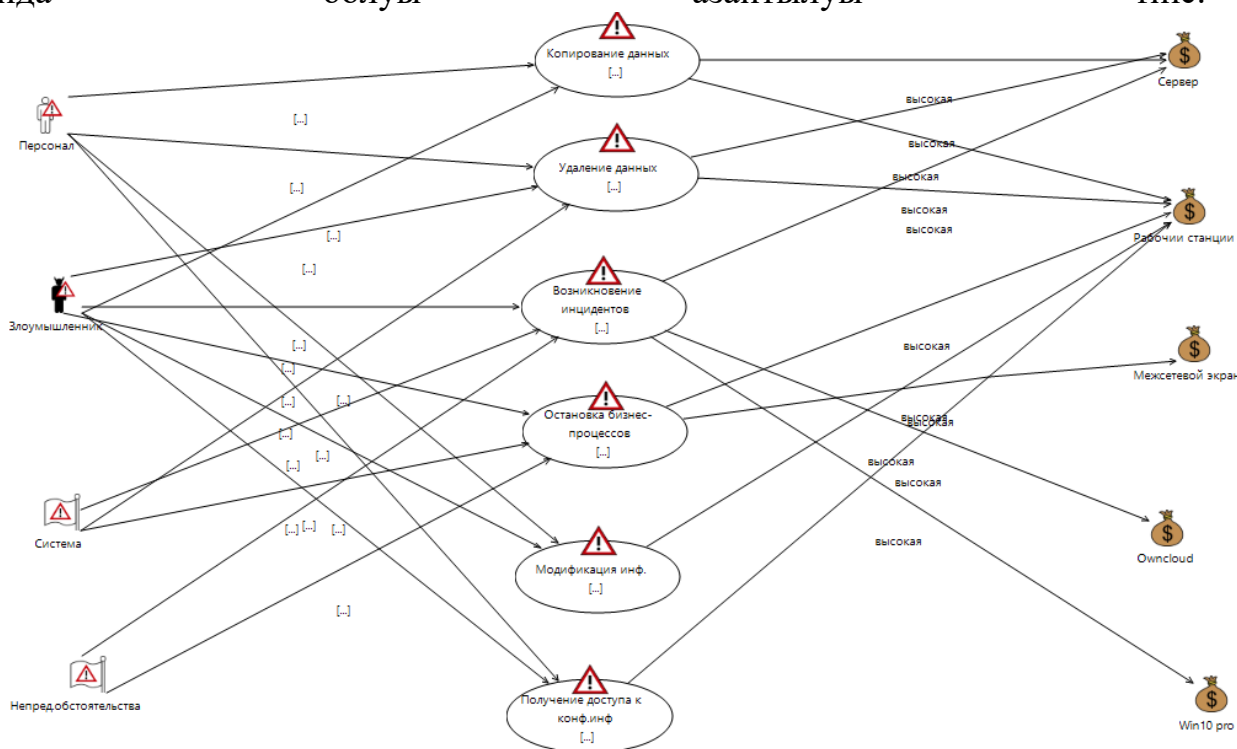 Копирование данных
[...]
Сервер
высокая
Персонал
[...]
высокая
Удаление данных
[...]
высокая
[...]
высокая
[...]
высокая
Рабочии станции
[...]
Возникновение
инцидентов
[...]
Злоумышленник
[...]
высокая
[...]
Межсетевой экран
[...]
[...]
Остановка бизнес-
процессов
[...]
высокая
высокая
[...]
[...]
[...]
высокая
высокая
[...]
[...]
[...]
Система
высокая
Owncloud
Модификация инф.
[...]
[...]
Непред.обстоятельства
Получение доступа к
конф.инф
[...]
Win10 pro